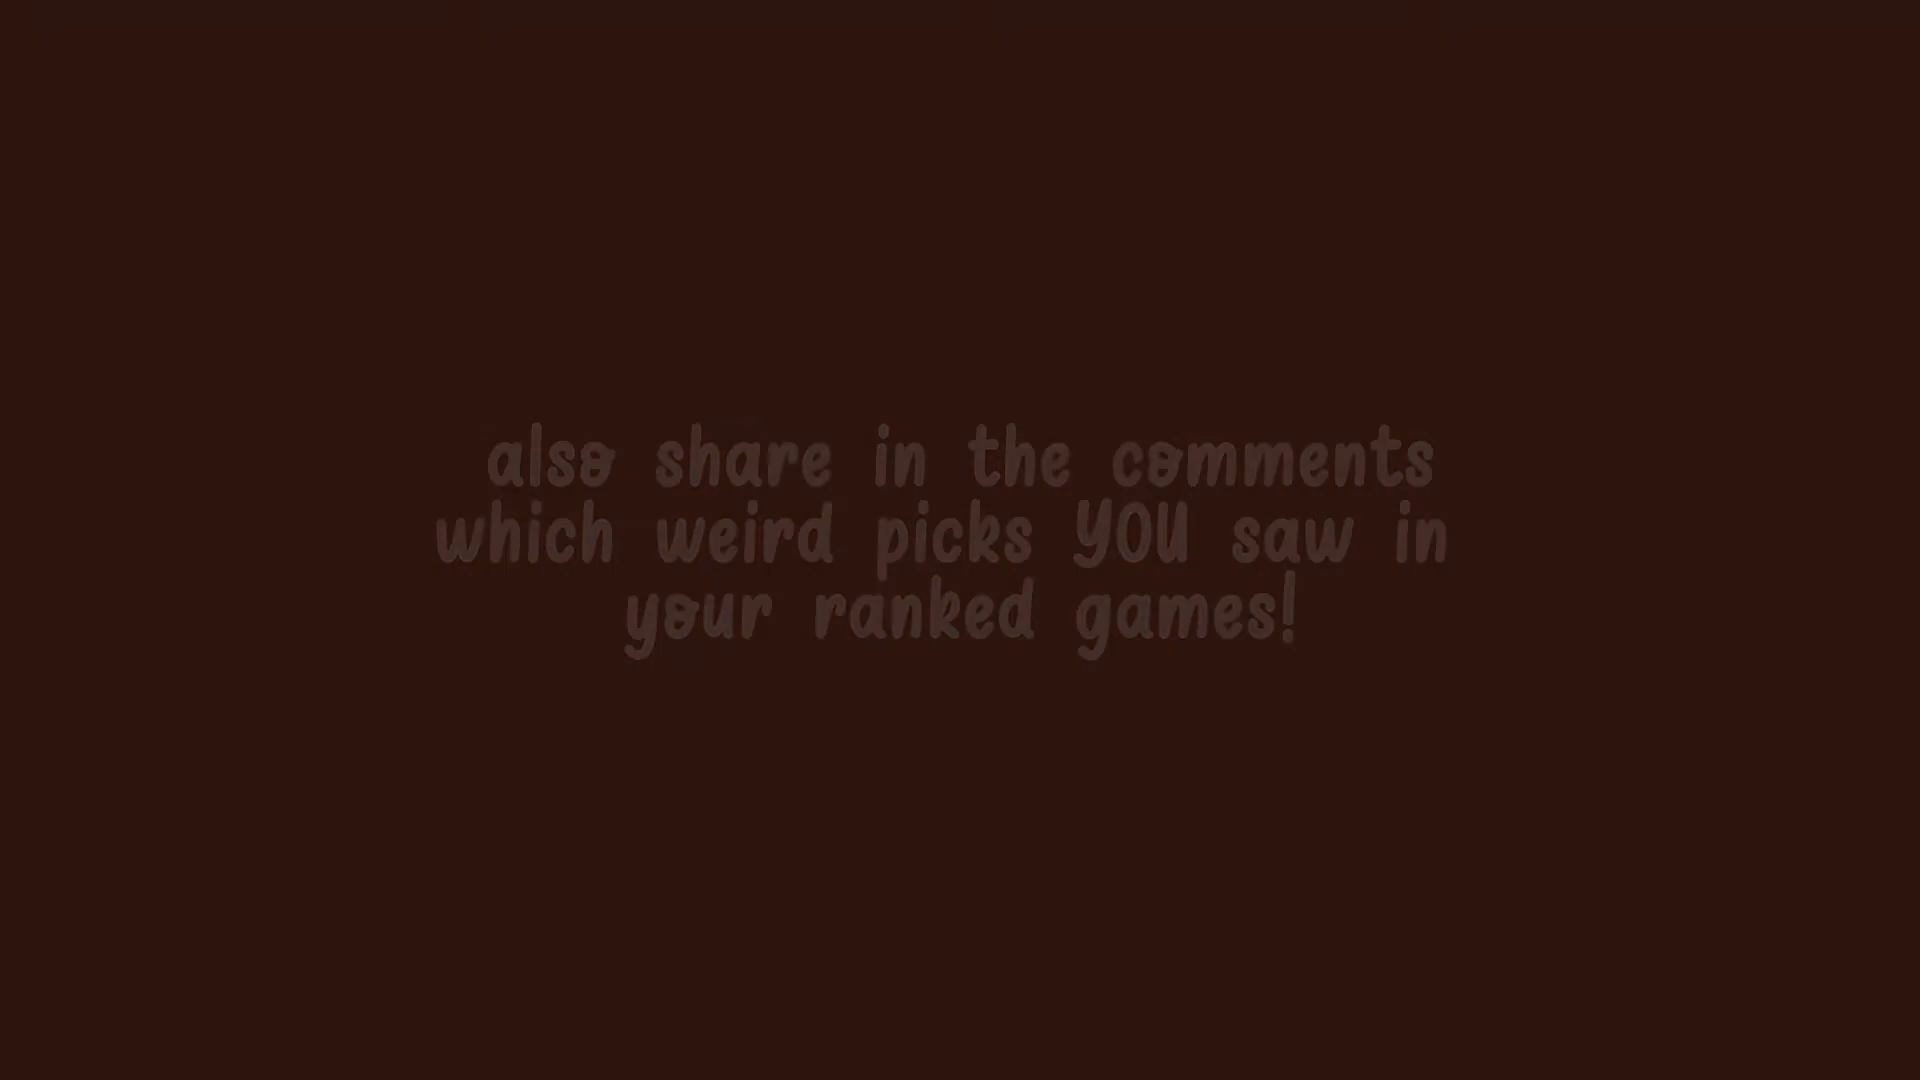 also share in the comments
which weird picks YOU saw in
your ranked games!